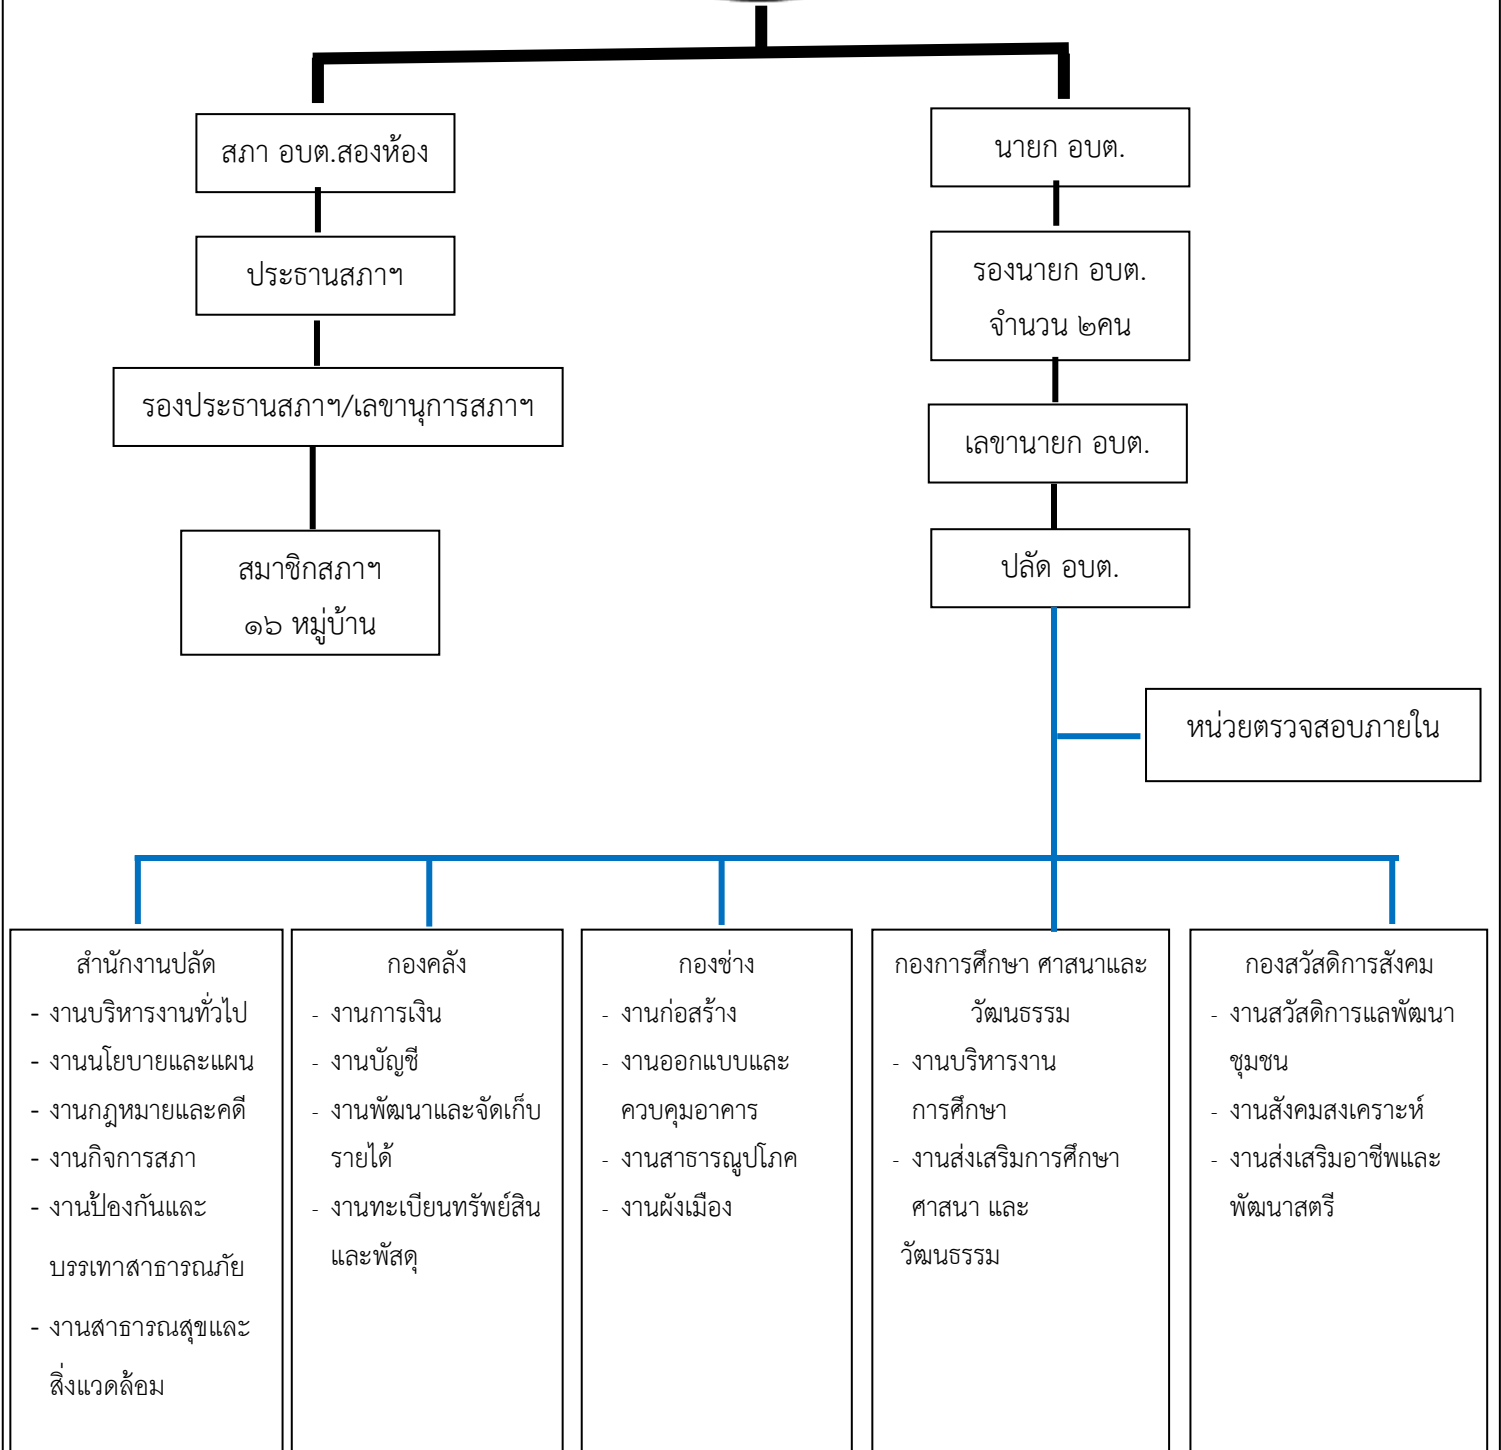 สภา อบต.สองห้อง
ประธานสภาฯ
รองประธานสภาฯ/เลขานุการสภาฯ
สมาชิกสภาฯ
๑๖ หมู่บ้าน
นายก อบต.
รองนายก อบต.
จำนวน ๒คน
เลขานายก อบต.
ปลัด อบต.
หน่วยตรวจสอบภายใน
สำนักงานปลัด
- งานบริหารงานทั่วไป
- งานนโยบายและแผน
- งานกฎหมายและคดี
- งานกิจการสภา
- งานป้องกันและ
บรรเทาสาธารณภัย
- งานสาธารณสุขและ
สิ่งแวดล้อม
กองคลัง
- งานการเงิน
- งานบัญชี
- งานพัฒนาและจัดเก็บ
รายได้
- งานทะเบียนทรัพย์สิน
และพัสดุ
กองช่าง
- งานก่อสร้าง
- งานออกแบบและ
ควบคุมอาคาร
- งานสาธารณูปโภค
- งานผังเมือง
กองการศึกษา ศาสนาและ
วัฒนธรรม
- งานบริหารงาน
การศึกษา
- งานส่งเสริมการศึกษา
ศาสนา และ
วัฒนธรรม
กองสวัสดิการสังคม
- งานสวัสดิการแลพัฒนา
ชุมชน
- งานสังคมสงเคราะห์
- งานส่งเสริมอาชีพและ
พัฒนาสตรี